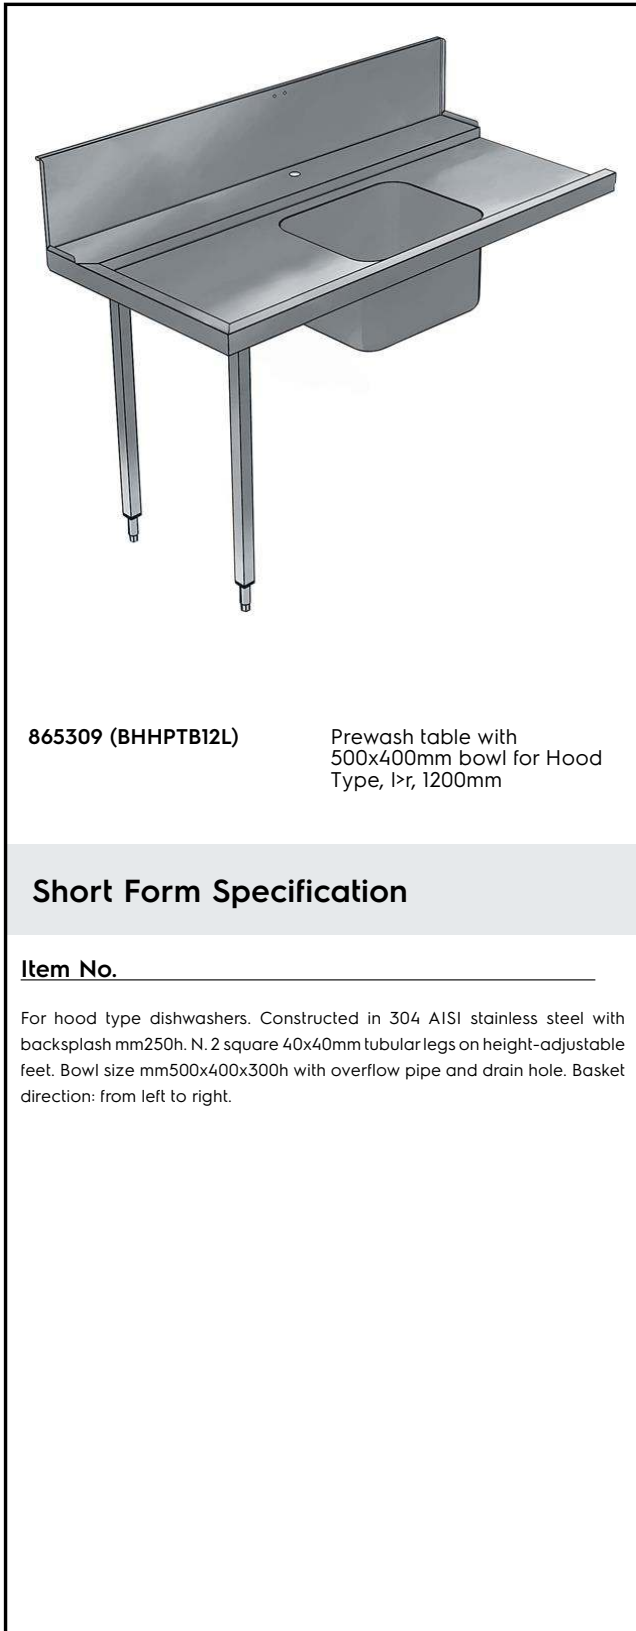 865309 (BHHPTB12L)
Prewash table with
500x400mm bowl for Hood
Type, l>r, 1200mm
Short Form Specification
Item No.
For hood type dishwashers. Constructed in 304 AISI stainless steel with
backsplash mm250h. N. 2 square 40x40mm tubular legs on height-adjustable
feet. Bowl size mm500x400x300h with overflow pipe and drain hole. Basket
direction: from left to right.